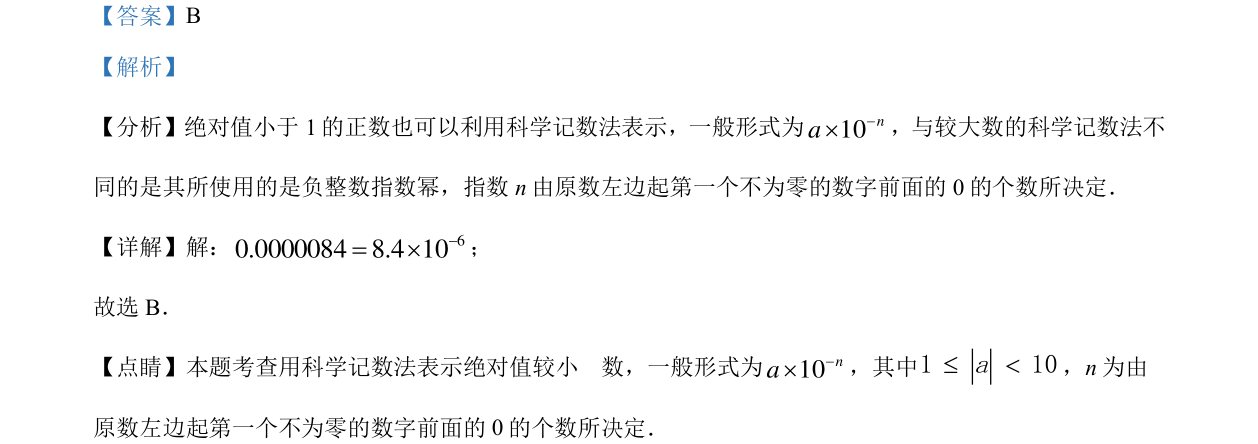 【答案】B
【解析】
【分析】绝对值小于 1 的正数也可以利用科学记数法表示，一般形式为 a×10⁻ⁿ ，与较大数的科学记数法不
同的是其所使用的是负整数指数幂，指数 n 由原数左边起第一个不为零的数字前面的 0 的个数所决定．
【详解】解：0.0000084=8.4×10⁻⁶；
故选 B．
【点睛】本题考查用科学记数法表示绝对值较小 数，一般形式为 a×10⁻ⁿ ，其中1 ≤ |a| < 10，n 为由
原数左边起第一个不为零的数字前面的 0 的个数所决定．